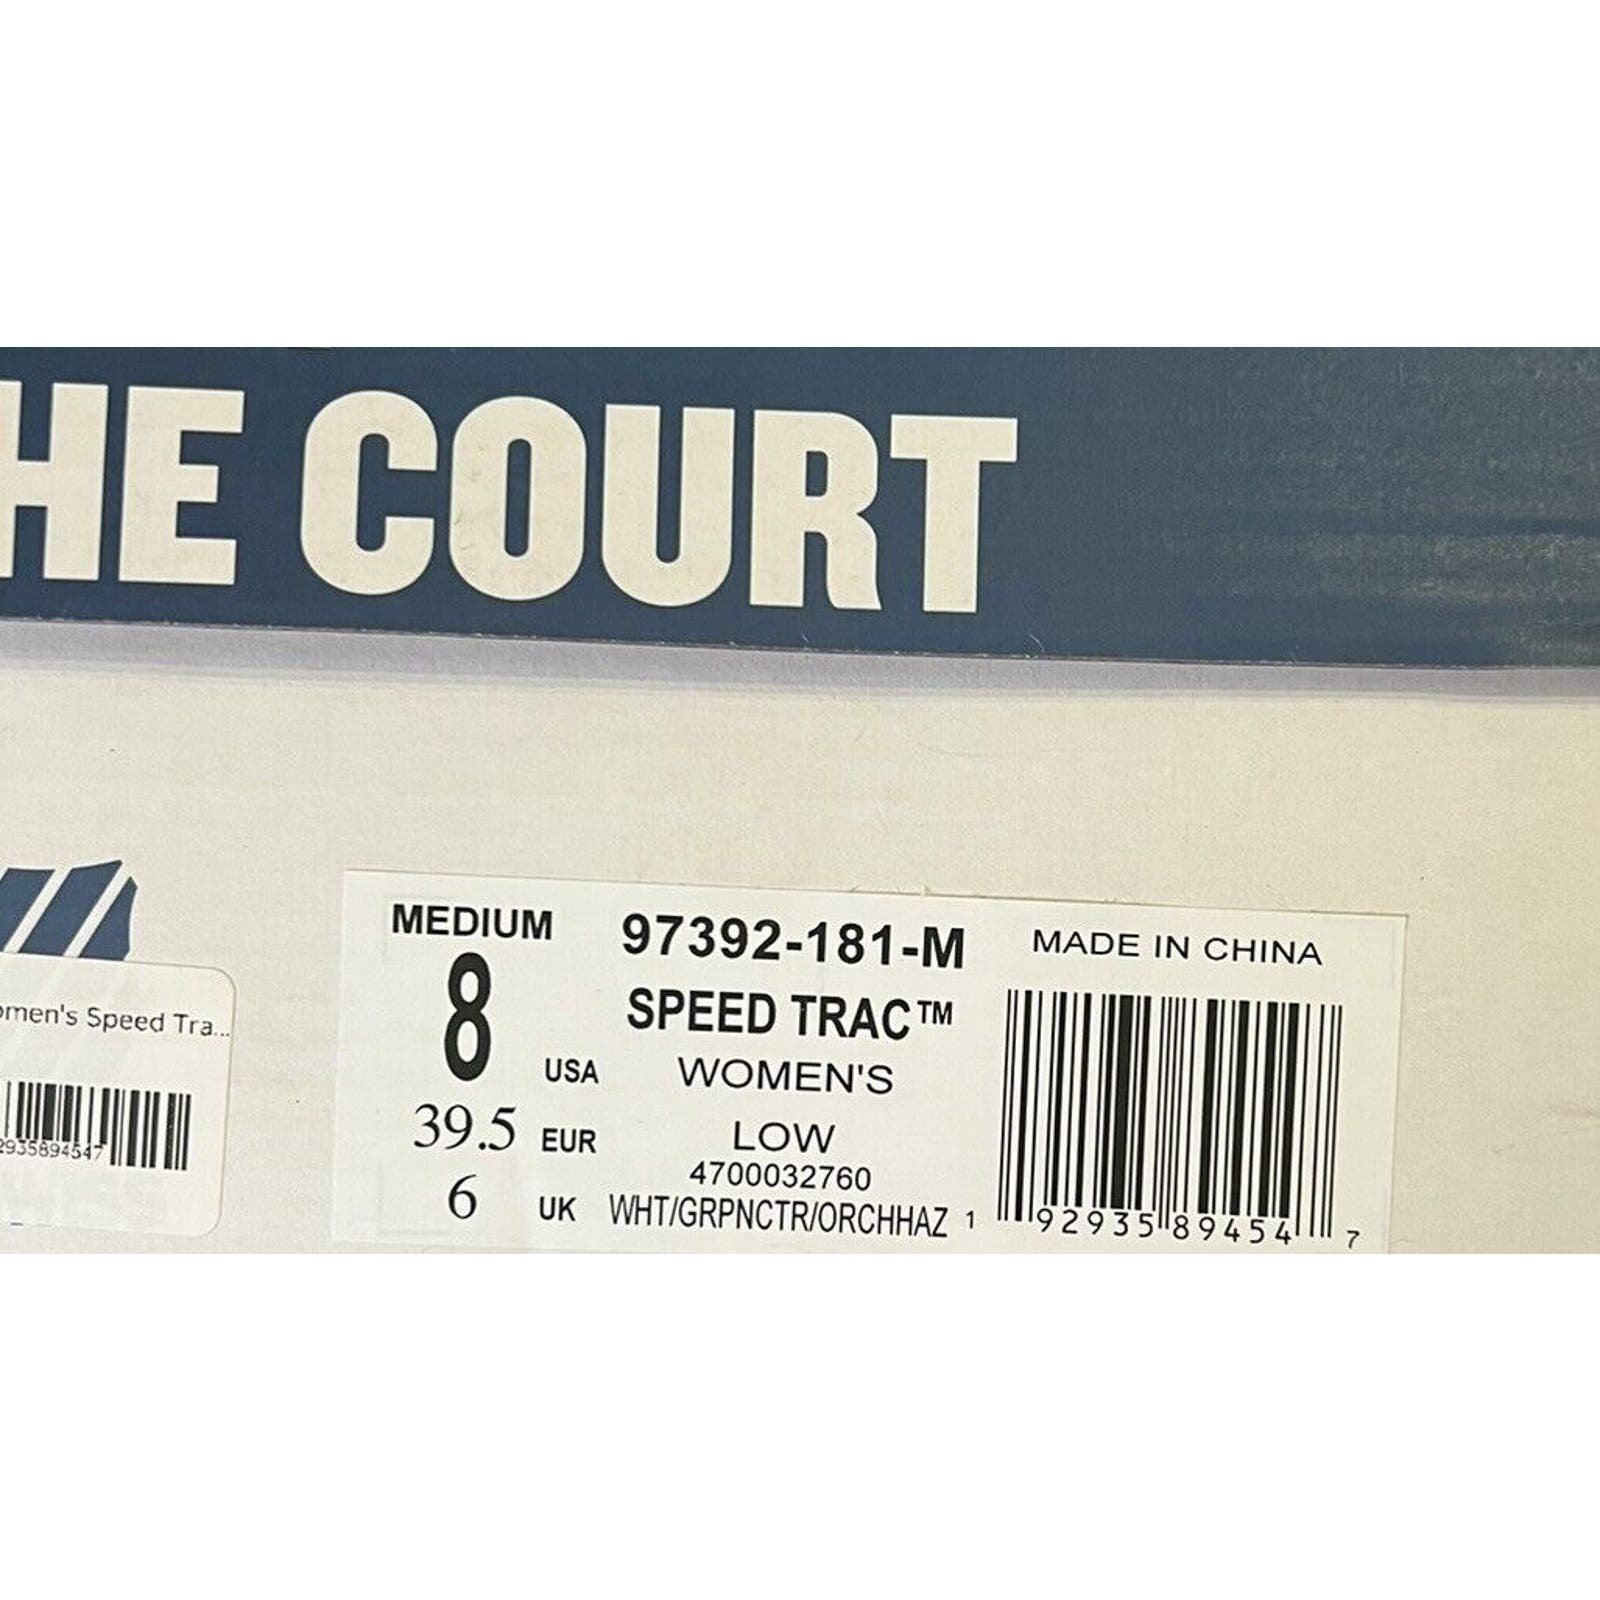 HE COURT
MEDIUM
8 USA
39.5 EUR
6 UK
97392-181-M
SPEED TRAC™
WOMEN'S
LOW
4700032760
WHT/GRPNCTR/ORCHHAZ
MADE IN CHINA
1 92935 89454 7
omen's Speed Tra...
2935894547